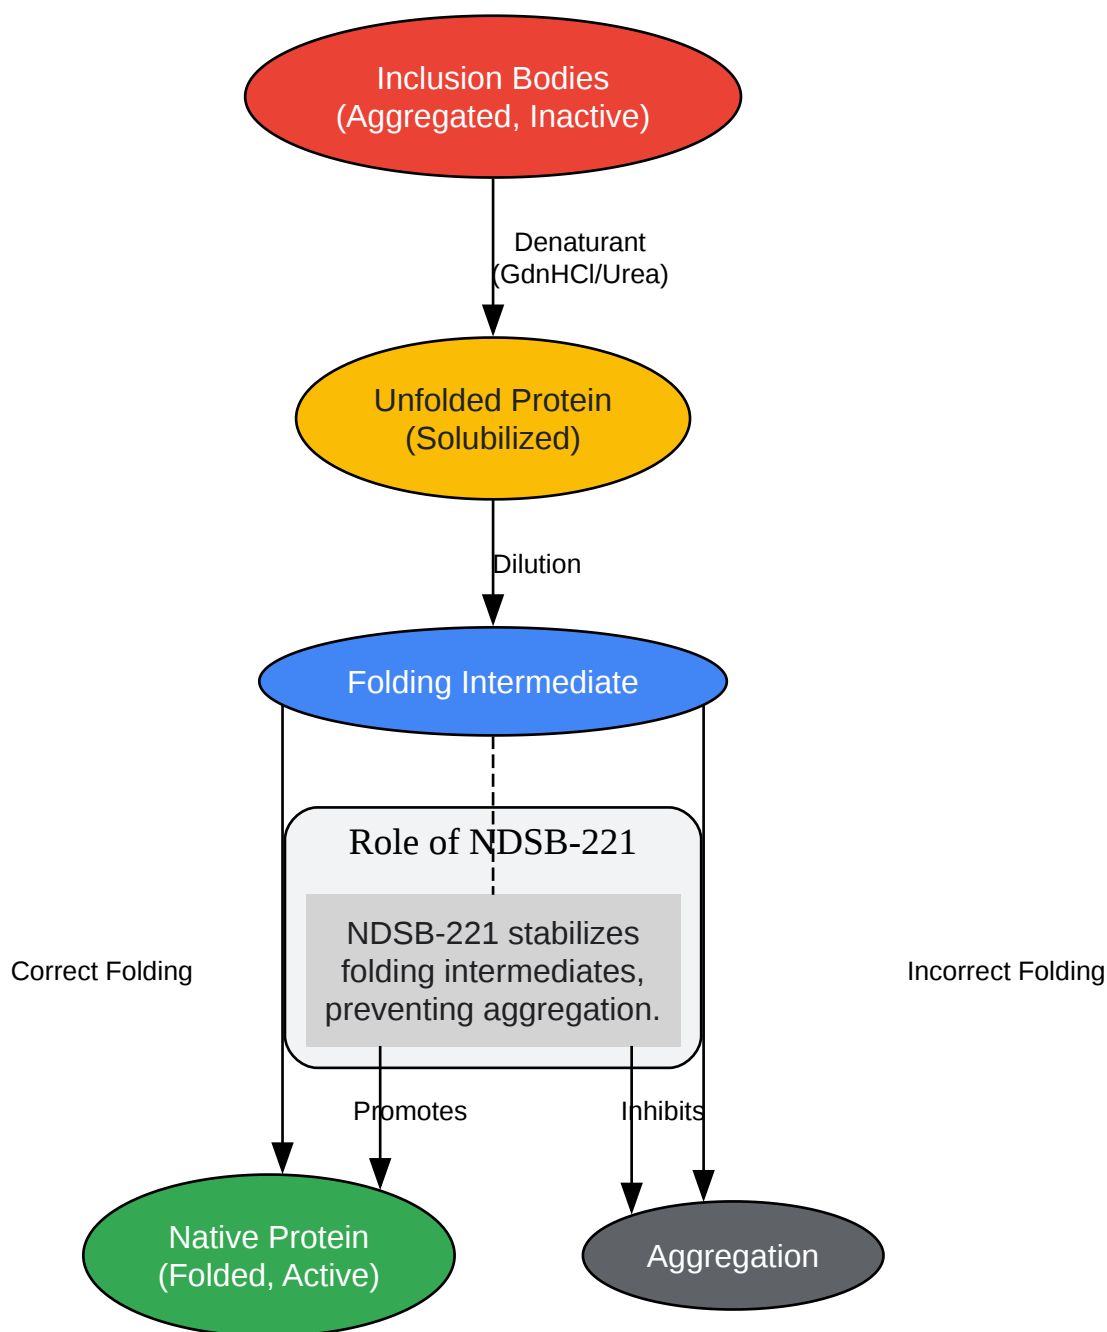 Inclusion Bodies
(Aggregated, Inactive)
Denaturant
(GdnHCl/Urea)
Unfolded Protein
(Solubilized)
Dilution
Folding Intermediate
Role of NDSB-221
NDSB-221 stabilizes
folding intermediates,
preventing aggregation.
Correct Folding
Incorrect Folding
Promotes
Inhibits
Native Protein
(Folded, Active)
Aggregation